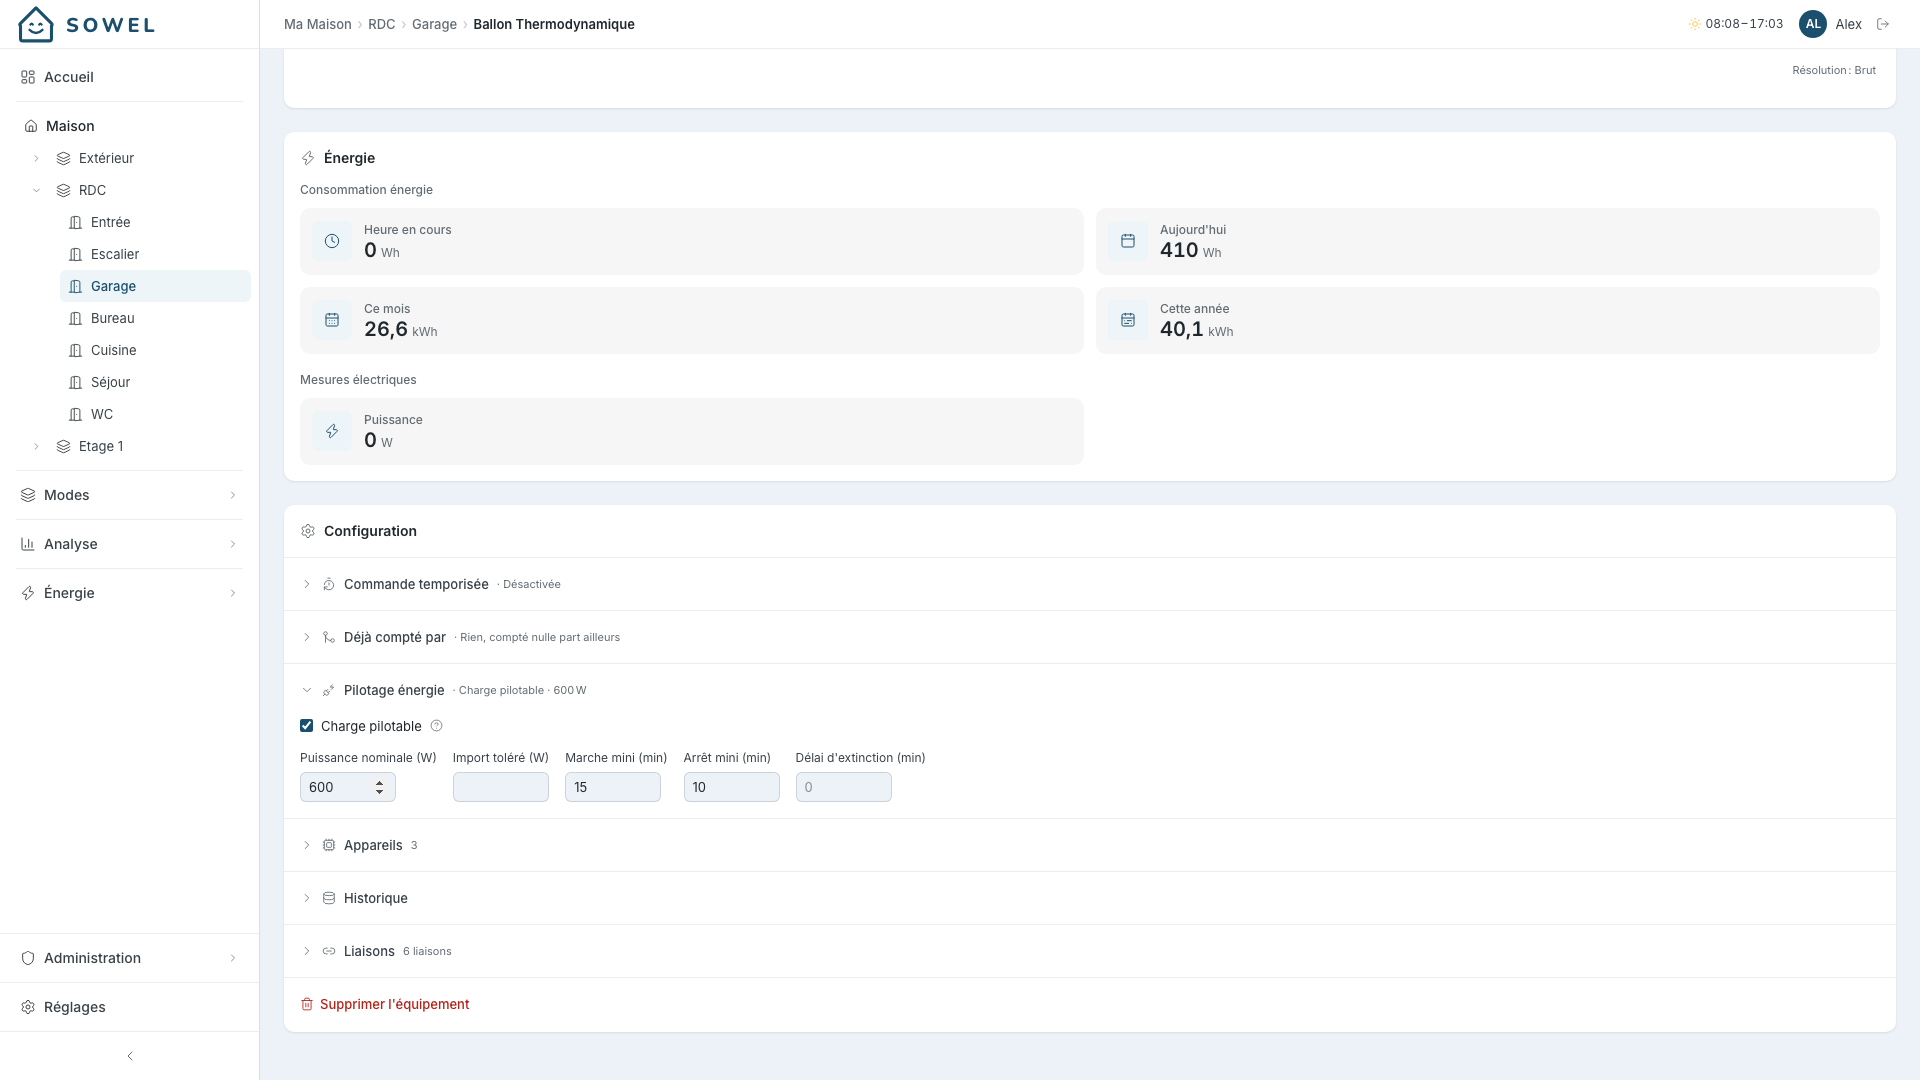 SOWEL
Ma Maison › RDC › Garage › Ballon Thermodynamique
08:08–17:03
AL
Alex
Accueil
Maison
Extérieur
RDC
Entrée
Escalier
Garage
Bureau
Cuisine
Séjour
WC
Etage 1
Modes
Analyse
Énergie
Administration
Réglages
Résolution : Brut
Énergie
Consommation énergie
Heure en cours
0 Wh
Aujourd'hui
410 Wh
Ce mois
26,6 kWh
Cette année
40,1 kWh
Mesures électriques
Puissance
0 W
Configuration
Commande temporisée · Désactivée
Déjà compté par · Rien, compté nulle part ailleurs
Pilotage énergie · Charge pilotable · 600 W
Charge pilotable
Puissance nominale (W) Import toléré (W) Marche mini (min) Arrêt mini (min) Délai d'extinction (min)
600 15 10 0
Appareils 3
Historique
Liaisons 6 liaisons
Supprimer l'équipement